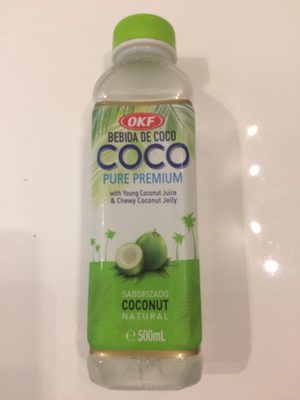 OKF
BEBIDA DE COCO
COCO
PURE PREMIUM
with Young Coconut Juice
& Chewy Coconut Jelly
SABORIZADO
COCONUT
NATURAL
℮500mL